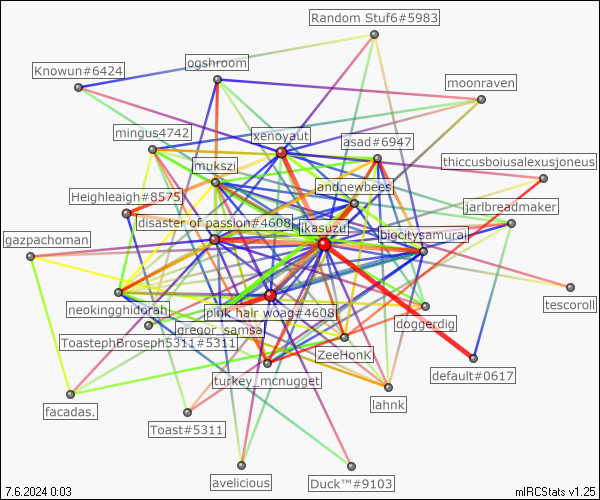 Random Stuf6#5983
ogshroom
Knowun#6424
moonraven
mingus4742
xenoyaut
asad#6947
mukszi
thiccusboiusalexusjoneus
andnewbees
Heighleaigh#8575
jarlbreadmaker
disaster of passion#4608
likasuzu
biocitysamurai
gazpachoman
tescoroll
neokingghidorah
pink hair woag#4608
doggerdig
gregor_samsa
ToastephBroseph5311#5311
ZeeHonK
default#0617
turkey_mcnugget
lahnk
facadas.
Toast#5311
avelicious
Duck™#9103
7.6.2024 0:03
mIRCStats v1.25